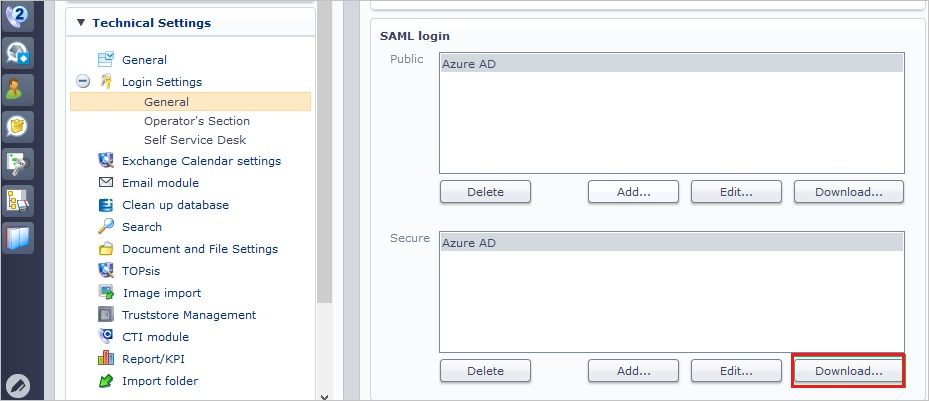 Technical Settings
General
Login Settings
General
Operator's Section
Self Service Desk
Exchange Calendar settings
Email module
Clean up database
Search
Document and File Settings
TOPsis
Image import
Truststore Management
CTI module
Report/KPI
Import folder
SAML login
Public
Azure AD
Delete
Add...
Edit...
Download...
Secure
Azure AD
Delete
Add...
Edit...
Download...